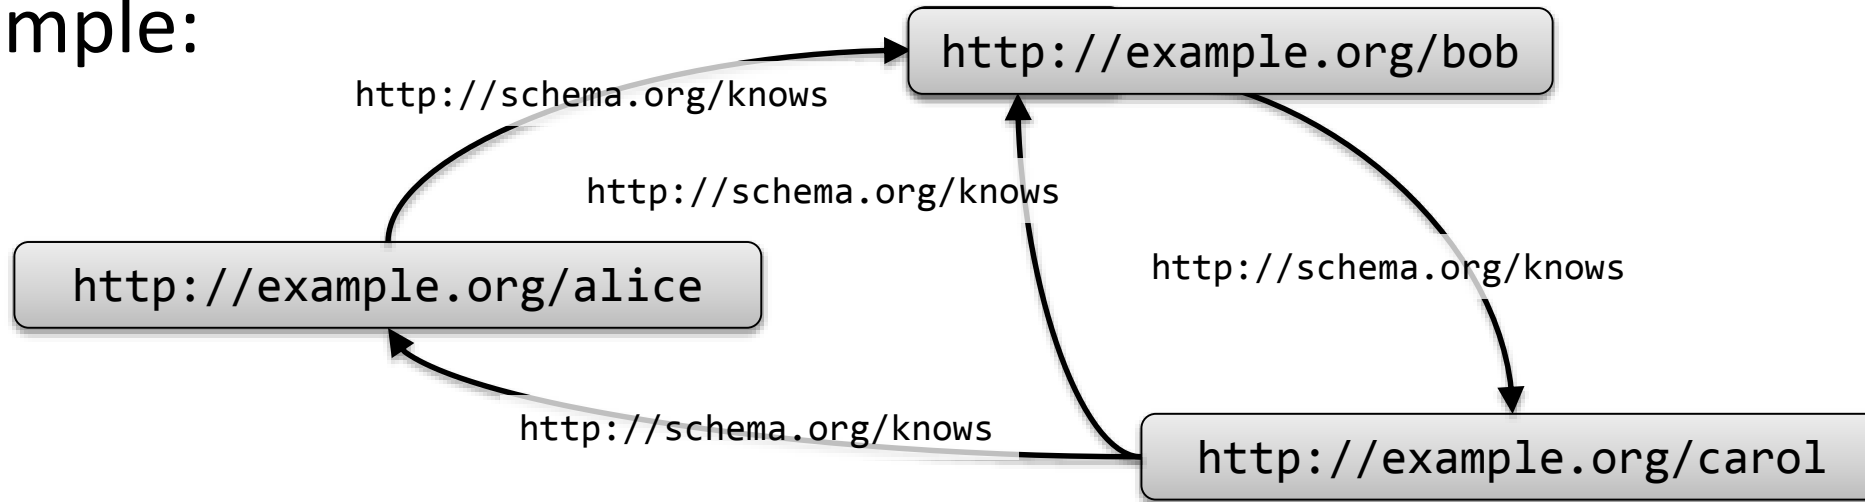 mple:
http://example.org/bob
http://schema.org/knows
http://schema.org/knows
http://schema.org/knows
http://example.org/alice
http://schema.org/knows
http://example.org/carol